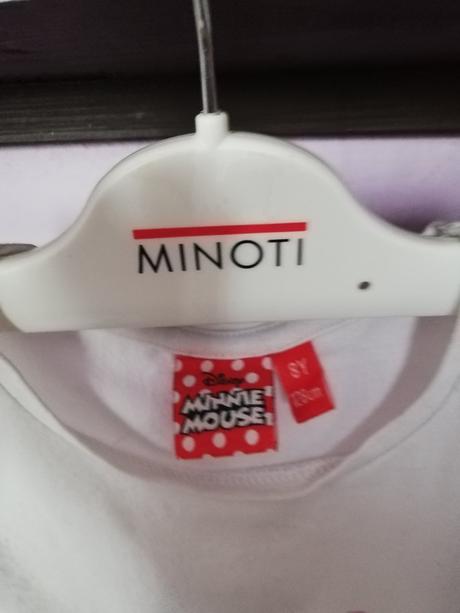 MINOTI
Disney
MINNIE
MOUSE
8Y
128cm